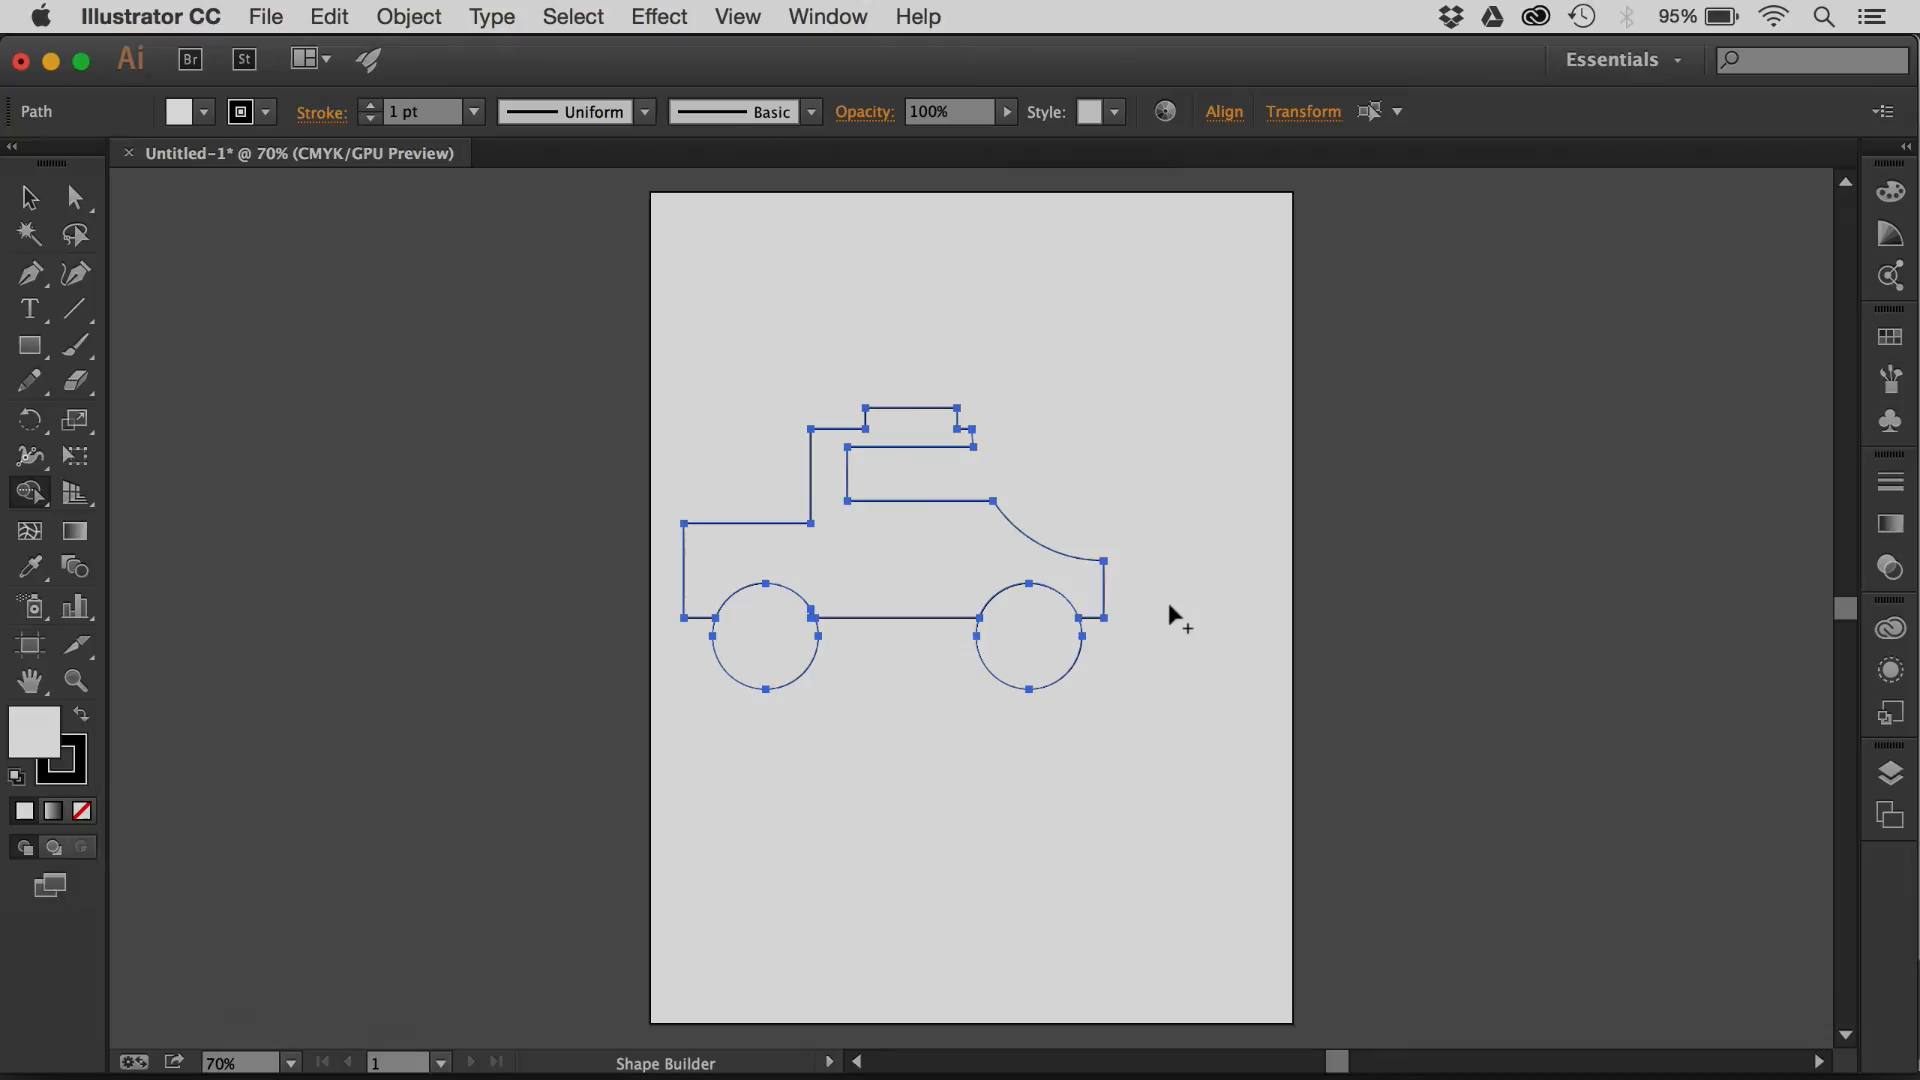 Illustrator CC File Edit Object Type Select Effect View Window Help 95%
Ai Br St Essentials
Path Stroke: 1 pt Uniform Basic Opacity: 100% Style: Align Transform
× Untitled-1* @ 70% (CMYK/GPU Preview)
T
70% 1 Shape Builder